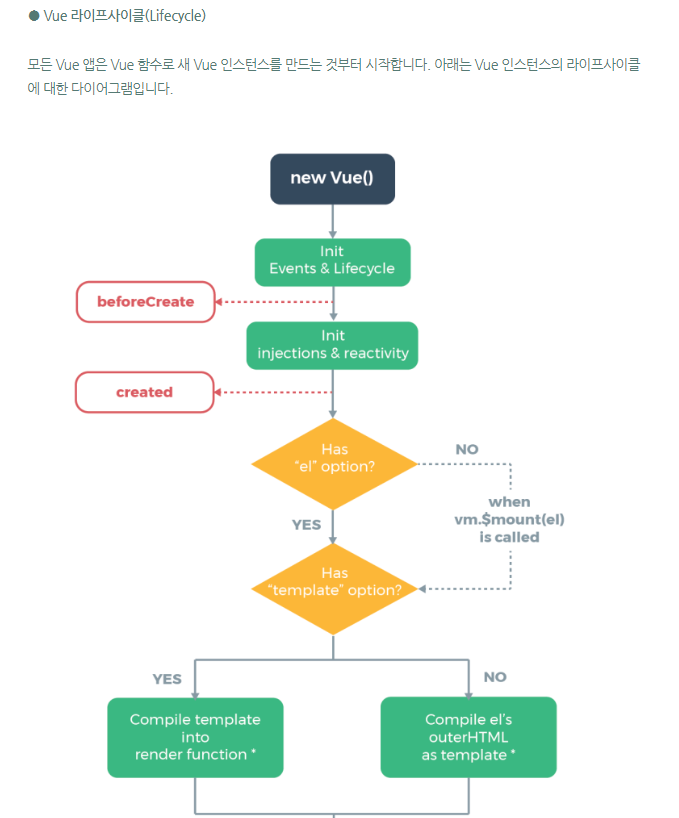 ● Vue 라이프사이클(Lifecycle)
모든 Vue 앱은 Vue 함수로 새 Vue 인스턴스를 만드는 것부터 시작합니다. 아래는 Vue 인스턴스의 라이프사이클
에 대한 다이어그램입니다.
new Vue()
Init
Events & Lifecycle
beforeCreate
Init
injections & reactivity
created
Has
"el" option?
NO
when
vm.$mount(el)
is called
YES
Has
"template" option?
YES
NO
Compile template
into
render function *
Compile el's
outerHTML
as template *